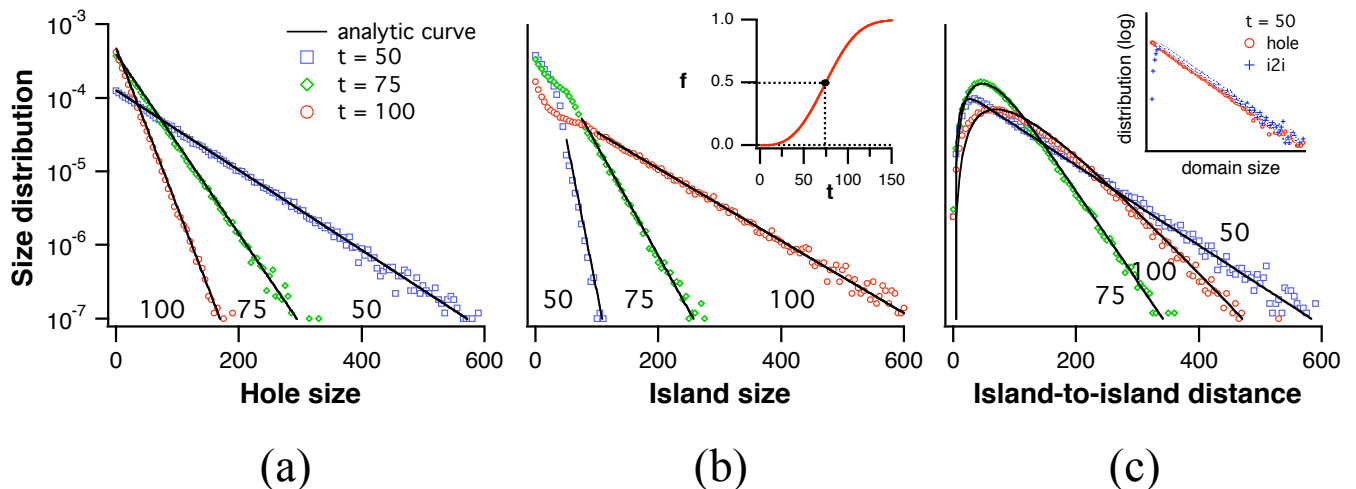 Size distribution
10⁻³
10⁻⁴
10⁻⁵
10⁻⁶
10⁻⁷
analytic curve
t = 50
t = 75
t = 100
100
75
50
0
200
400
600
Hole size
(a)
f
1.0
0.5
0.0
0
50
100
150
t
50
75
100
0
200
400
600
Island size
(b)
distribution (log)
t = 50
hole
i2i
domain size
50
100
75
0
200
400
600
Island-to-island distance
(c)